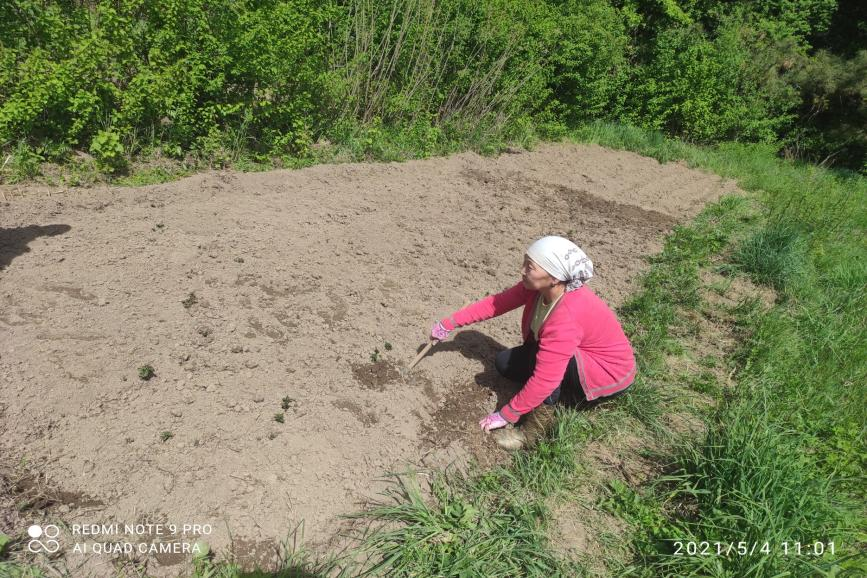 REDMI NOTE 9 PRO
AI QUAD CAMERA
2021/5/4 11:01